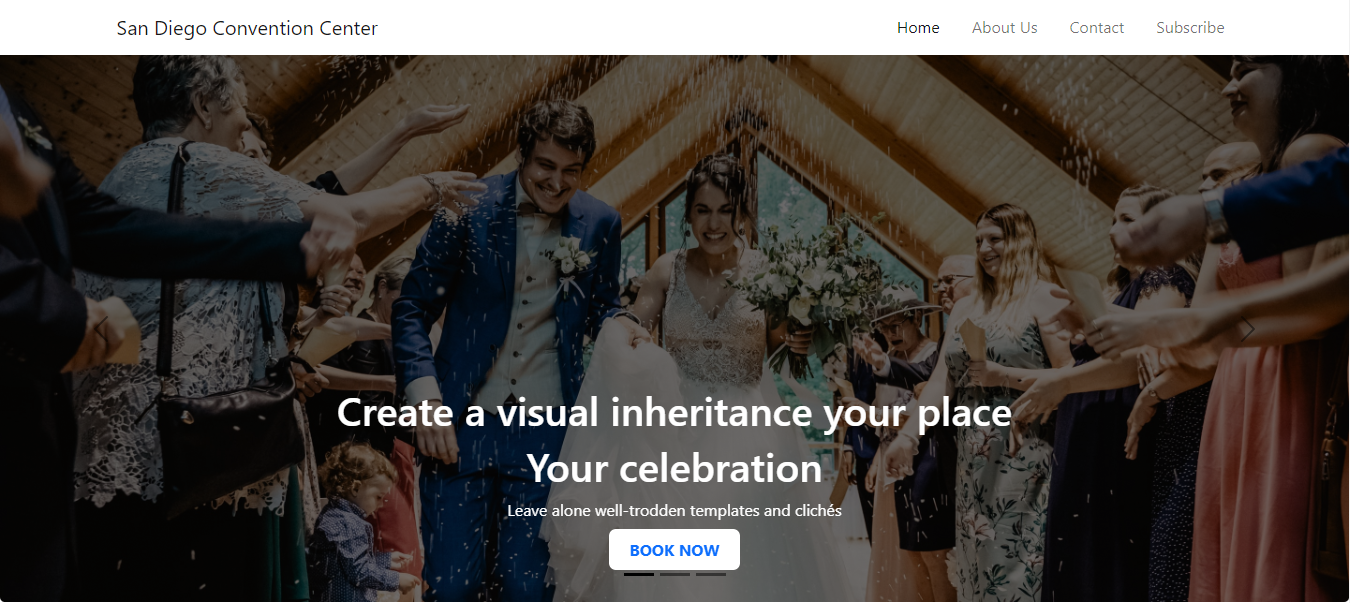 San Diego Convention Center
Home
About Us
Contact
Subscribe
Create a visual inheritance your place
Your celebration
Leave alone well-trodden templates and clichés
BOOK NOW